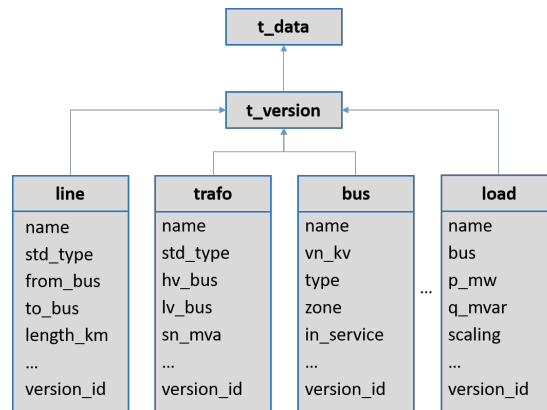 t_data
t_version
line
name
std_type
from_bus
to_bus
length_km
...
version_id
trafo
name
std_type
hv_bus
lv_bus
sn_mva
...
version_id
bus
name
vn_kv
type
zone
in_service
...
version_id
...
load
name
bus
p_mw
q_mvar
scaling
...
version_id